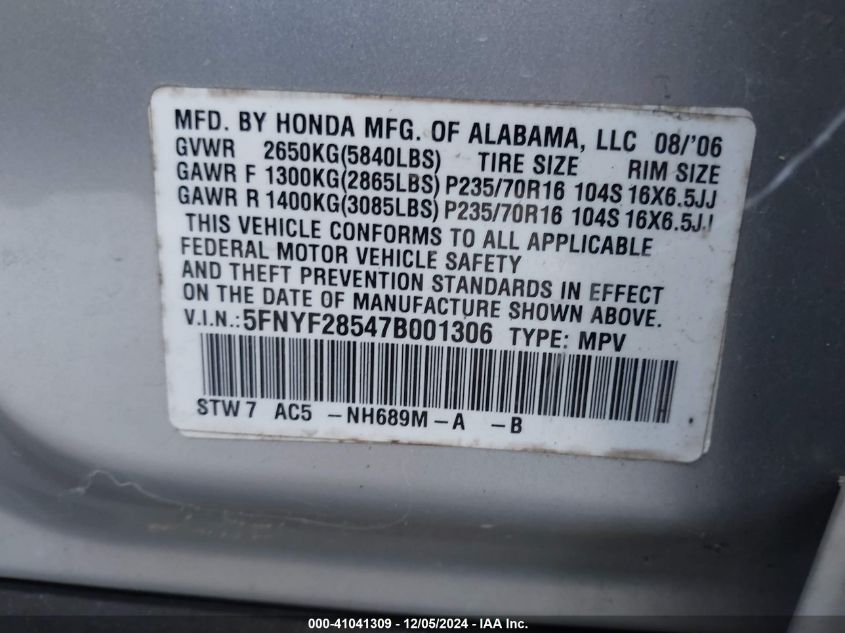 MFD. BY HONDA MFG. OF ALABAMA, LLC 08/'06
GVWR 2650KG(5840LBS) TIRE SIZE RIM SIZE
GAWR F 1300KG(2865LBS) P235/70R16 104S 16X6.5JJ
GAWR R 1400KG(3085LBS) P235/70R16 104S 16X6.5JJ
THIS VEHICLE CONFORMS TO ALL APPLICABLE
FEDERAL MOTOR VEHICLE SAFETY
AND THEFT PREVENTION STANDARDS IN EFFECT
ON THE DATE OF MANUFACTURE SHOWN ABOVE.
V.I.N.:5FNYF28547B001306 TYPE: MPV
STW7 AC5 -NH689M-A -B
000-41041309 - 12/05/2024 - © IAA Inc.